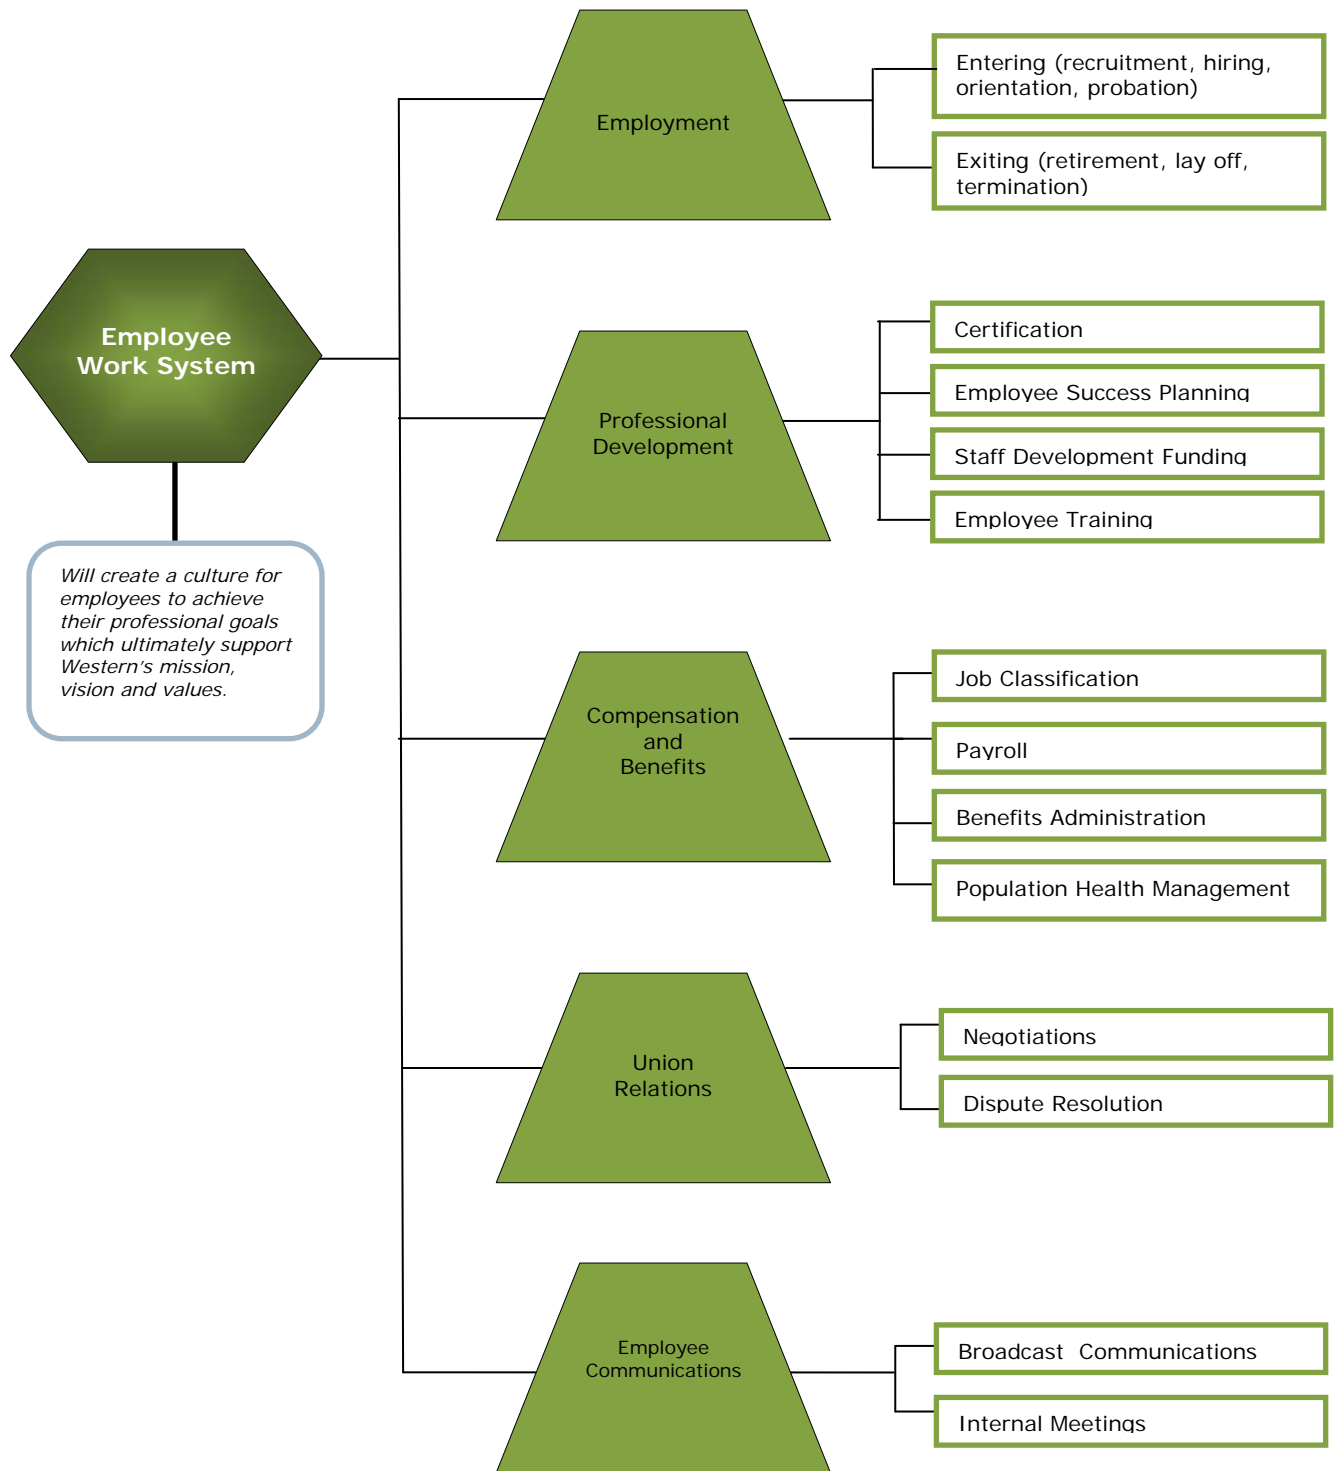 Employment
Entering (recruitment, hiring,
orientation, probation)
Exiting (retirement, lay off,
termination)
Employee
Work System
Will create a culture for
employees to achieve
their professional goals
which ultimately support
Western's mission,
vision and values.
Professional
Development
Certification
Employee Success Planning
Staff Development Funding
Employee Training
Compensation
and
Benefits
Job Classification
Payroll
Benefits Administration
Population Health Management
Union
Relations
Negotiations
Dispute Resolution
Employee
Communications
Broadcast  Communications
Internal Meetings